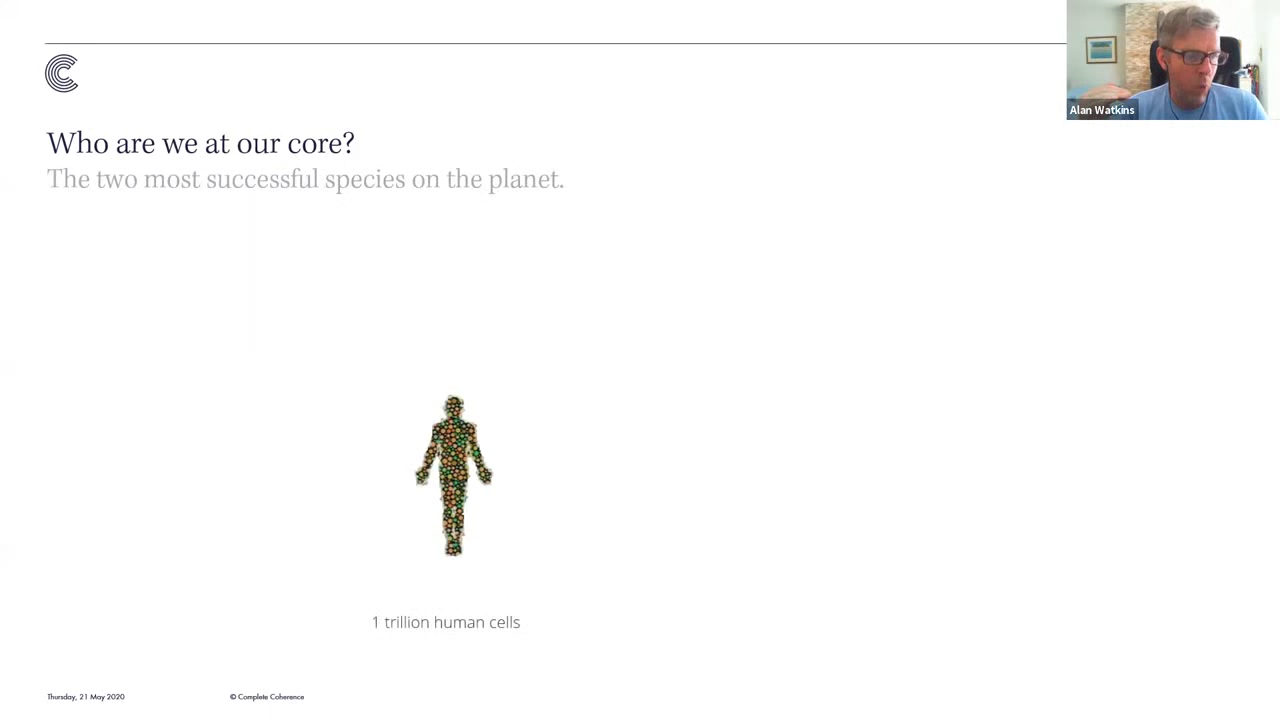 Alan Watkins
Who are we at our core?
The two most successful species on the planet.
1 trillion human cells
Thursday, 21 May 2020
© Complete Coherence